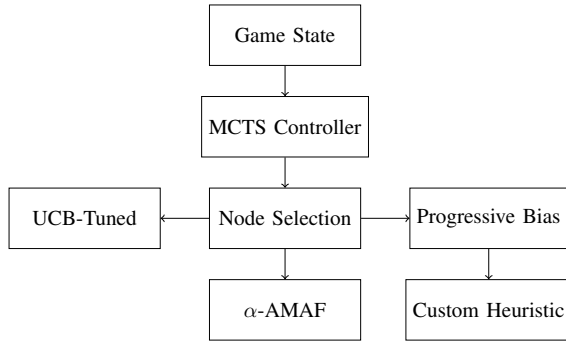 Game State
MCTS Controller
UCB-Tuned
Node Selection
Progressive Bias
α-AMAF
Custom Heuristic